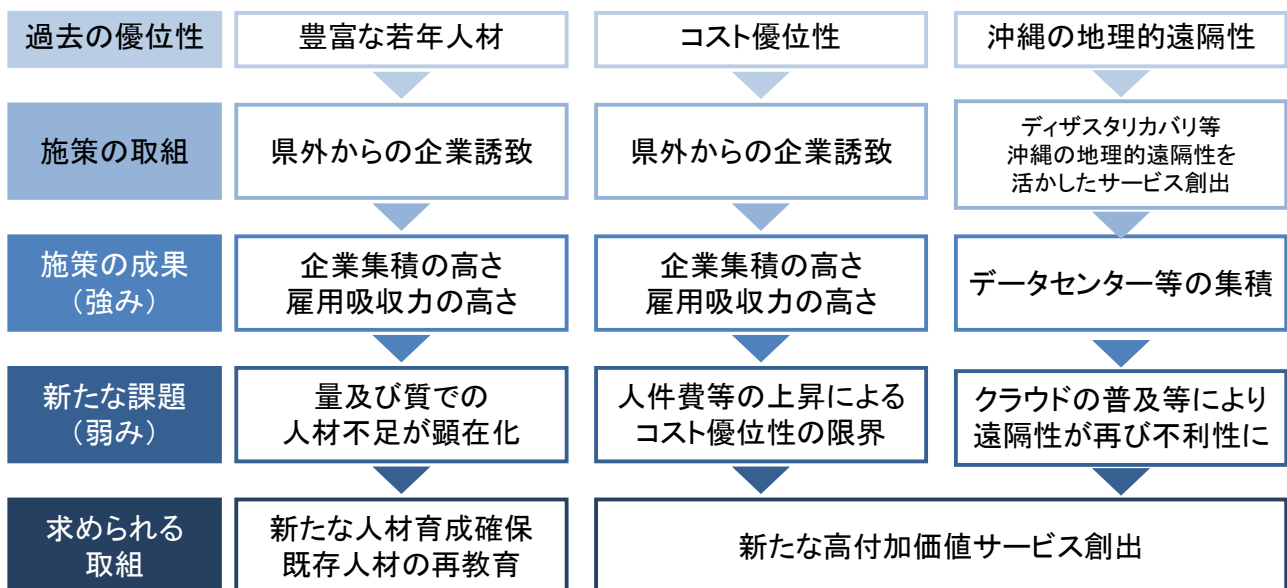 過去の優位性
豊富な若年人材
コスト優位性
沖縄の地理的遠隔性
施策の取組
県外からの企業誘致
県外からの企業誘致
ディザスタリカバリ等
沖縄の地理的遠隔性を
活かしたサービス創出
施策の成果
（強み）
企業集積の高さ
雇用吸収力の高さ
企業集積の高さ
雇用吸収力の高さ
データセンター等の集積
新たな課題
（弱み）
量及び質での
人材不足が顕在化
人件費等の上昇による
コスト優位性の限界
クラウドの普及等により
遠隔性が再び不利性に
求められる
取組
新たな人材育成確保
既存人材の再教育
新たな高付加価値サービス創出